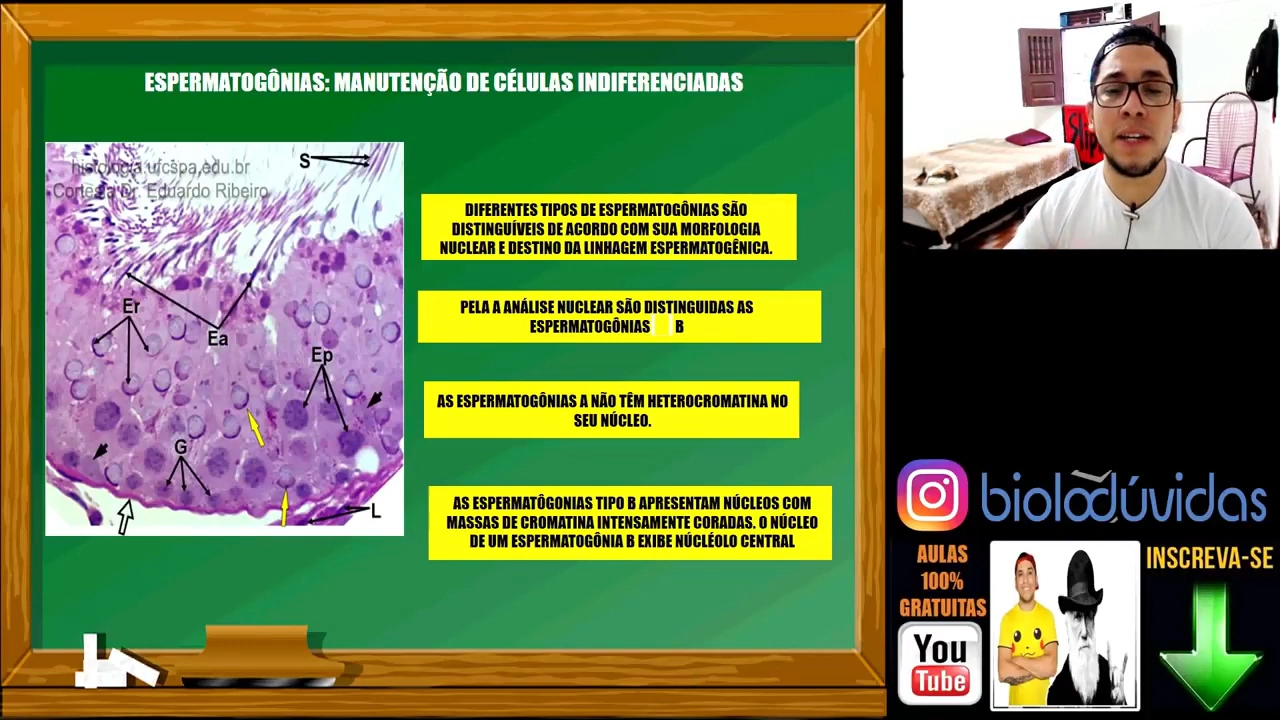 ESPERMATOGÔNIAS: MANUTENÇÃO DE CÉLULAS INDIFERENCIADAS
histologia.ufcspa.edu.br
Cortesia Dr. Eduardo Ribeiro
S
Er
Ea
Ep
G
L
DIFERENTES TIPOS DE ESPERMATOGÔNIAS SÃO
DISTINGUÍVEIS DE ACORDO COM SUA MORFOLOGIA
NUCLEAR E DESTINO DA LINHAGEM ESPERMATOGÊNICA.
PELA A ANÁLISE NUCLEAR SÃO DISTINGUIDAS AS
ESPERMATOGÔNIAS B
AS ESPERMATOGÔNIAS A NÃO TÊM HETEROCROMATINA NO
SEU NÚCLEO.
AS ESPERMATÔGONIAS TIPO B APRESENTAM NÚCLEOS COM
MASSAS DE CROMATINA INTENSAMENTE CORADAS. O NÚCLEO
DE UM ESPERMATOGÔNIA B EXIBE NÚCLÉOLO CENTRAL
Slip
biolodúvidas
AULAS
100%
GRATUITAS
You
Tube
INSCREVA-SE